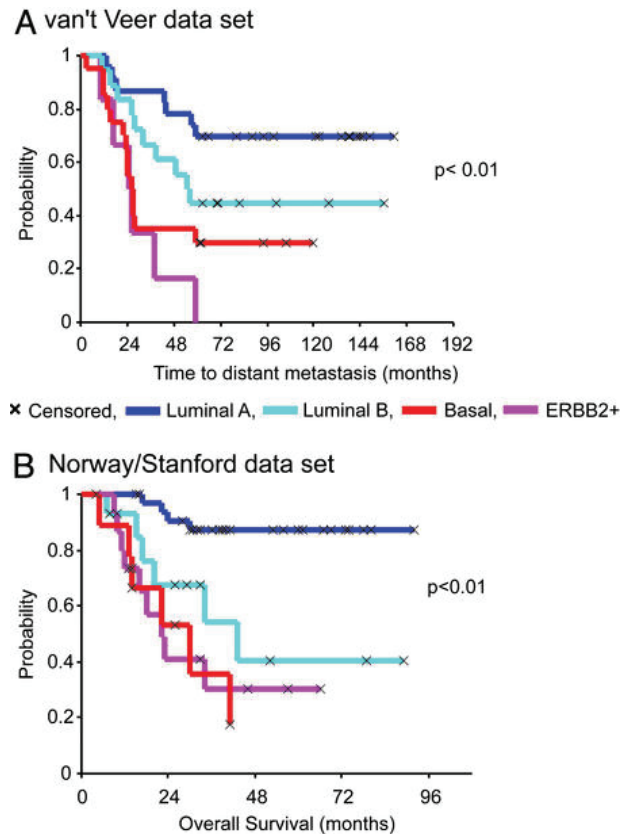 A van't Veer data set
1
0.8
0.6
0.4
0.2
&
Probabililty
p< 0.01
0 24 48 72 96 120 144 168 192
Time to distant metastasis (months)
× Censored, Luminal A, Luminal B, Basal, ERBB2+
B Norway/Stanford data set
1
0.8
0.6
0.4
0.2
&
Probability
p<0.01
0 24 48 72 96
Overall Survival (months)